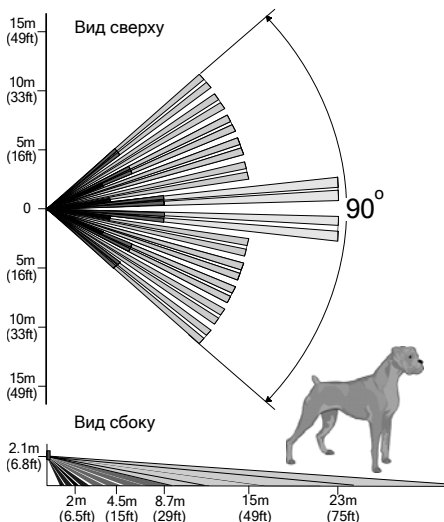 15m
(49ft)
Вид сверху
10m
(33ft)
5m
(16ft)
0
90°
5m
(16ft)
10m
(33ft)
15m
(49ft)
Вид сбоку
2.1m
(6.8ft)
2m
(6.5ft)
4.5m
(15ft)
8.7m
(29ft)
15m
(49ft)
23m
(75ft)